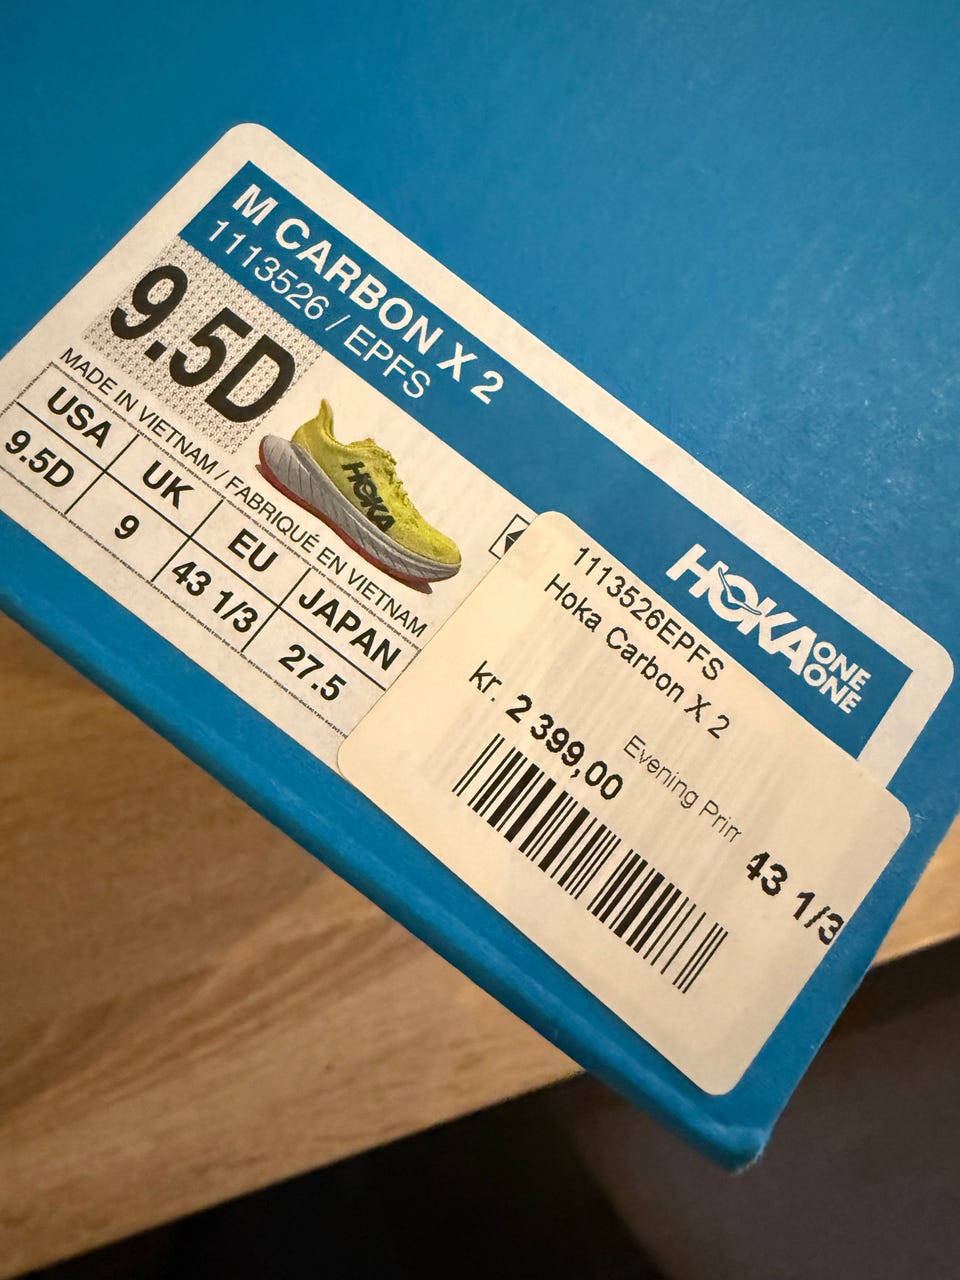 M CARBON X 2
1113526 / EPFS
9.5D
HOKA
MADE IN VIETNAM / FABRIQUÉ EN VIETNAM
USA UK EU JAPAN
9.5D 9 43 1/3 27.5
HOKA ONE ONE
1113526EPFS
Hoka Carbon X 2
Evening Prim
kr. 2 399,00
43 1/3